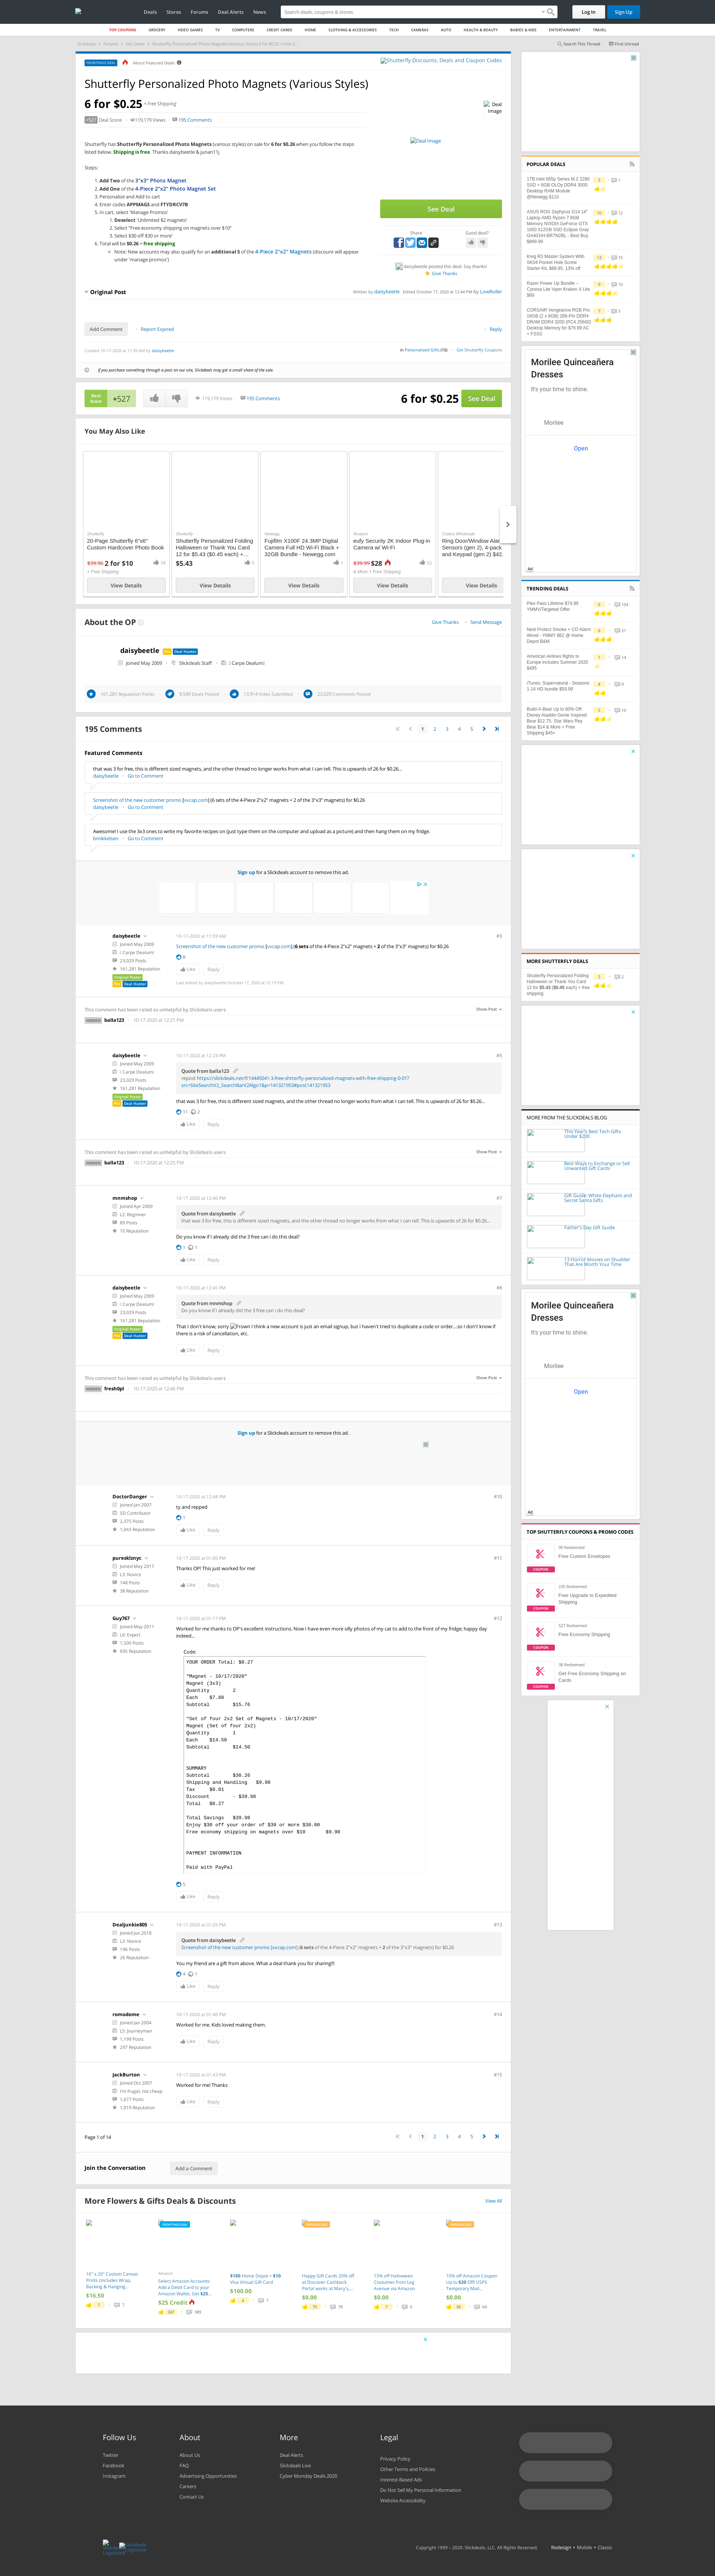 Deals Stores Forums Deal Alerts News
Search deals, coupons & stores
Log In Sign Up
TOP COUPONS GROCERY VIDEO GAMES TV COMPUTERS CREDIT CARDS HOME CLOTHING & ACCESSORIES TECH CAMERAS AUTO HEALTH & BEAUTY BABIES & KIDS ENTERTAINMENT TRAVEL
Search This Thread First Unread
About Featured Deals
Shutterfly Discounts, Deals and Coupon Codes
Shutterfly Personalized Photo Magnets (Various Styles)
6 for $0.25 + Free Shipping
+527 Deal Score 119,179 Views 195 Comments
Deal Image
Deal Image
Shutterfly has Shutterfly Personalized Photo Magnets (various styles) on sale for 6 for $0.26 when you follow the steps
listed below. Shipping is free. Thanks daisybeetle & junan11j
Steps:
1. Add Two of the 3"x3" Photo Magnet
2. Add One of the 4-Piece 2"x2" Photo Magnet Set
3. Personalize and Add to cart
4. Enter codes APPMAGS and FTYDRCV7B
5. In cart, select 'Manage Promos'
1. Deselect 'Unlimited $2 magnets'
2. Select "Free economy shipping on magnets over $10"
3. Select $30 off $30 or more'
6. Total will be $0.26 + free shipping
Note: You may also qualify for an additional 5 of the 4-Piece 2"x2" Magnets (discount will appear
under 'manage promos')
See Deal
Share Good deal?
daisybeetle posted this deal. Say thanks!
Give Thanks
Original Post
Written by daisybeetle Edited October 17, 2020 at 12:44 PM by LowRoller
Add Comment Report Expired Reply
Created 10-17-2020 at 11:39 AM by daisybeetle
in Personalized Gifts (10) Get Shutterfly Coupons
If you purchase something through a post on our site, Slickdeals may get a small share of the sale.
Deal Score +527 119,179 Views 195 Comments 6 for $0.25 See Deal
You May Also Like
Shutterfly
20-Page Shutterfly 6"x6"
Custom Hardcover Photo Book
$39.96 2 for $10
+ Free Shipping
View Details
Shutterfly
Shutterfly Personalized Folding
Halloween or Thank You Card
12 for $5.43 ($0.45 each) +...
$5.43
View Details
Newegg
Fujifilm X100F 24.3MP Digital
Camera Full HD Wi-Fi Black +
32GB Bundle - Newegg.com
View Details
Amazon
eufy Security 2K Indoor Plug-in
Camera w/ Wi-Fi
$39.99 $28
& More + Free Shipping
View Details
Costco Wholesale
Ring Door/Window Alar
Sensors (gen 2), 4-pack
and Keypad (gen 2) $42.
View Details
About the OP
Give Thanks Send Message
daisybeetle Pro Deal Hunter
Joined May 2009 Slickdeals Staff : Carpe Dealum!
161,281 Reputation Points 9,549 Deals Posted 13,914 Votes Submitted 23,029 Comments Posted
195 Comments
1 2 3 4 5
Featured Comments
that was 3 for free, this is different sized magnets, and the other thread no longer works from what I can tell. This is upwards of 26 for $0.26...
daisybeetle Go to Comment
Screenshot of the new customer promo [xvcap.com] (6 sets of the 4-Piece 2"x2" magnets + 2 of the 3"x3" magnets) for $0.26
daisybeetle Go to Comment
Awesome! I use the 3x3 ones to write my favorite recipes on (just type them on the computer and upload as a picture) and then hang them on my fridge.
bmikkelsen Go to Comment
Sign up for a Slickdeals account to remove this ad.
daisybeetle 10-17-2020 at 11:39 AM #3
Joined May 2009
: Carpe Dealum!
23,029 Posts
161,281 Reputation
Original Poster
Pro Deal Hunter
Screenshot of the new customer promo [xvcap.com] (6 sets of the 4-Piece 2"x2" magnets + 2 of the 3"x3" magnets) for $0.26
8
Like Reply
Last edited by daisybeetle October 17, 2020 at 12:13 PM.
This comment has been rated as unhelpful by Slickdeals users Show Post
HIDDEN balla123 10-17-2020 at 12:21 PM
daisybeetle 10-17-2020 at 12:23 PM #5
Joined May 2009
: Carpe Dealum!
23,029 Posts
161,281 Reputation
Original Poster
Pro Deal Hunter
Quote from balla123
repost https://slickdeals.net/f/14445041-3-free-shtterfly-personalized-magnets-with-free-shipping-0-01?
src=SiteSearchV2_SearchBarV2Algo1&p=141321953#post141321953
that was 3 for free, this is different sized magnets, and the other thread no longer works from what I can tell. This is upwards of 26 for $0.26...
11 2
Like Reply
This comment has been rated as unhelpful by Slickdeals users Show Post
HIDDEN balla123 10-17-2020 at 12:25 PM
mnmshop 10-17-2020 at 12:40 PM #7
Joined Apr 2009
L2: Beginner
89 Posts
10 Reputation
Quote from daisybeetle
that was 3 for free, this is different sized magnets, and the other thread no longer works from what I can tell. This is upwards of 26 for $0.26...
Do you know if I already did the 3 free can i do this deal?
1 1
Like Reply
daisybeetle 10-17-2020 at 12:45 PM #8
Joined May 2009
: Carpe Dealum!
23,029 Posts
161,281 Reputation
Original Poster
Pro Deal Hunter
Quote from mnmshop
Do you know if I already did the 3 free can i do this deal?
That I don't know, sorry Frown I think a new account is just an email signup, but I haven't tried to duplicate a code or order....so I don't know if
there is a risk of cancellation, etc.
Like Reply
This comment has been rated as unhelpful by Slickdeals users Show Post
HIDDEN fresh0pl 10-17-2020 at 12:46 PM
Sign up for a Slickdeals account to remove this ad.
DoctorDanger 10-17-2020 at 12:48 PM #10
Joined Jan 2007
SD Contributor
2,375 Posts
1,043 Reputation
ty and repped
1
Like Reply
puresklznyc 10-17-2020 at 01:00 PM #11
Joined May 2017
L3: Novice
148 Posts
38 Reputation
Thanks OP! This just worked for me!
Like Reply
Guy767 10-17-2020 at 01:17 PM #12
Joined May 2011
L6: Expert
1,500 Posts
695 Reputation
Worked for me thanks to OP's excellent instructions. Now I have even more silly photos of my cat to add to the front of my fridge; happy day
indeed...
Code:
YOUR ORDER Total: $0.27
"Magnet - 10/17/2020"
Magnet (3x3)
Quantity 2
Each $7.88
Subtotal $15.76
"Set of four 2x2 Set of Magnets - 10/17/2020"
Magnet (Set of four 2x2)
Quantity 1
Each $14.50
Subtotal $14.50
SUMMARY
Subtotal $30.26
Shipping and Handling $9.98
Tax $0.01
Discount - $39.98
Total $0.27
Total Savings $39.98
Enjoy $30 off your order of $30 or more $30.00
Free economy shipping on magnets over $10 $9.98
PAYMENT INFORMATION
Paid with PayPal
5
Like Reply
Dealjunkie805 10-17-2020 at 01:25 PM #13
Joined Jun 2018
L3: Novice
196 Posts
26 Reputation
Quote from daisybeetle
Screenshot of the new customer promo [xvcap.com] (6 sets of the 4-Piece 2"x2" magnets + 2 of the 3"x3" magnets) for $0.26
You my friend are a gift from above. What a deal thank you for sharing!!!
4 1
Like Reply
romodome 10-17-2020 at 01:40 PM #14
Joined Jan 2004
L5: Journeyman
1,199 Posts
297 Reputation
Worked for me. Kids loved making them.
Like Reply
JackBurton 10-17-2020 at 01:43 PM #15
Joined Oct 2007
I'm frugal, not cheap
1,677 Posts
1,019 Reputation
Worked for me! Thanks
Like Reply
Page 1 of 14 1 2 3 4 5
Join the Conversation Add a Comment
More Flowers & Gifts Deals & Discounts View All
16" x 20" Custom Canvas
Prints (Includes Wrap,
Backing & Hanging...
$16.50
Amazon
Select Amazon Accounts:
Add a Debit Card to your
Amazon Wallet, Get $25...
$25 Credit
347 389
$100 Home Depot + $10
Visa Virtual Gift Card
$100.00
Happy Gift Cards 20% off
at Discover Cashback
Portal works at Macy's,...
$0.00
15% off Halloween
Costumes from Leg
Avenue via Amazon
$0.00
10% off Amazon Coupon
Up to $20 Off! USPS
Temporary Mail...
$0.00
POPULAR DEALS
1TB Intel 665p Series M.2 2280
SSD + 8GB OLOy DDR4 3000
Desktop RAM Module
@Newegg $110
ASUS ROG Zephyrus G14 14"
Laptop AMD Ryzen 7 8GB
Memory NVIDIA GeForce GTX
1650 512GB SSD Eclipse Gray
GA401IH-BR7N2BL - Best Buy
$899.99
Kreg R3 Master System With
SK04 Pocket Hole Screw
Starter Kit, $68.95, 13% off
Razer Power Up Bundle –
Cynosa Lite Viper Kraken X Lite
$69
CORSAIR Vengeance RGB Pro
16GB (2 x 8GB) 288-Pin DDR4
DRAM DDR4 3200 (PC4 25600)
Desktop Memory for $76.99 AC
+ FSSS
Morilee Quinceañera
Dresses
It's your time to shine.
Morilee
Open
Ad
TRENDING DEALS
Plex Pass Lifetime $74.99
YMMV/Targeted Offer
Nest Protect Smoke + CO Alarm
Wired - YMMV $62 @ Home
Depot B&M
American Airlines flights to
Europe includes Summer 2020
$495
iTunes: Supernatural - Seasons
1-14 HD bundle $59.99
Build-A-Bear Up to 60% Off:
Disney Aladdin Genie Inspired
Bear $12.75, Star Wars Rey
Bear $14 & More + Free
Shipping $45+
MORE SHUTTERFLY DEALS
Shutterfly Personalized Folding
Halloween or Thank You Card
12 for $5.43 ($0.45 each) + free
shipping
MORE FROM THE SLICKDEALS BLOG
This Year's Best Tech Gifts
Under $200
Best Ways to Exchange or Sell
Unwanted Gift Cards
Gift Guide: White Elephant and
Secret Santa Gifts
Father's Day Gift Guide
13 Horror Movies on Shudder
That Are Worth Your Time
Morilee Quinceañera
Dresses
It's your time to shine.
Morilee
Open
Ad
TOP SHUTTERFLY COUPONS & PROMO CODES
90 Redeemed
Free Custom Envelopes
COUPON
235 Redeemed
Free Upgrade to Expedited
Shipping
COUPON
527 Redeemed
Free Economy Shipping
COUPON
38 Redeemed
Get Free Economy Shipping on
Cards
COUPON
Follow Us About More Legal
Twitter
Facebook
Instagram
About Us
FAQ
Advertising Opportunities
Careers
Contact Us
Deal Alerts
Slickdeals Live
Cyber Monday Deals 2020
Privacy Policy
Other Terms and Policies
Interest-Based Ads
Do Not Sell My Personal Information
Website Accessibility
Copyright 1999 - 2020. Slickdeals, LLC. All Rights Reserved. Redesign • Mobile • Classic